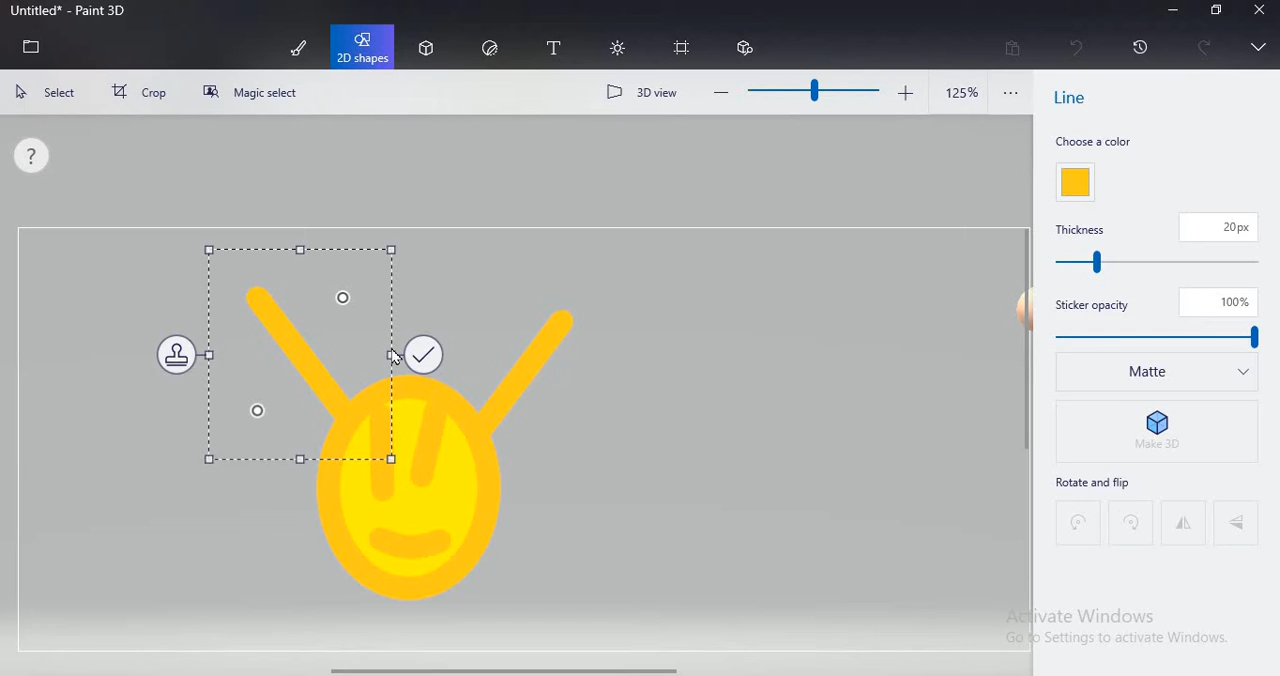 Untitled* - Paint 3D
2D shapes
Select
Crop
Magic select
3D view
125%
Line
?
Choose a color
Thickness
20px
Sticker opacity
100%
Matte
Make 3D
Rotate and flip
Activate Windows
Go to Settings to activate Windows.